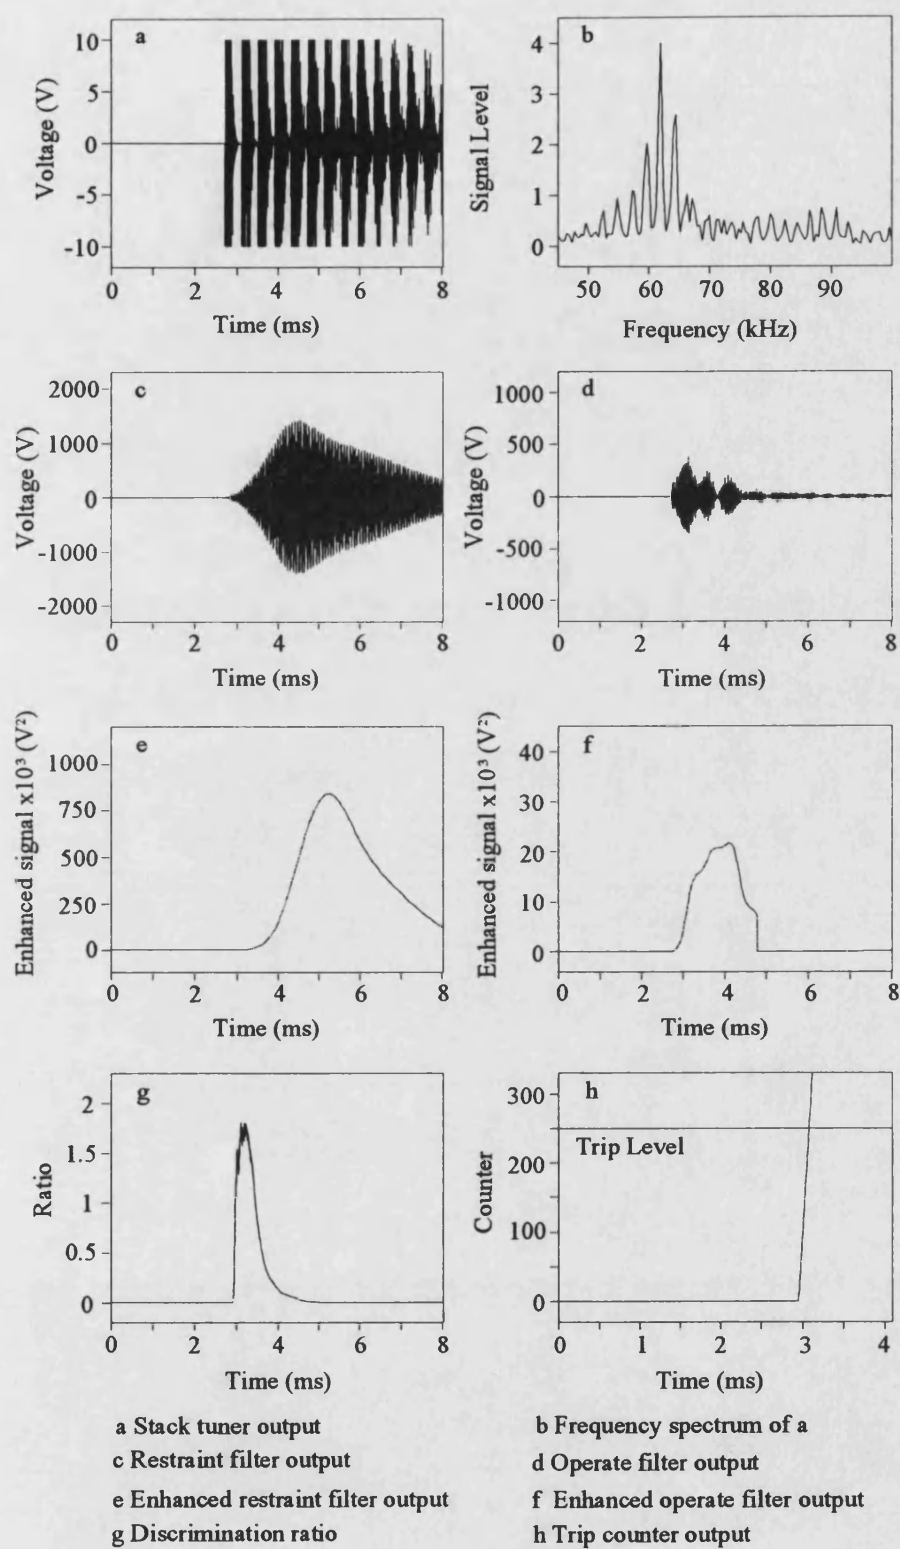 a
10
5
0
-5
-10
Voltage (V)
0 2 4 6 8
Time (ms)
b
4
3
2
1
0
Signal Level
50 60 70 80 90
Frequency (kHz)
c
2000
1000
0
-1000
-2000
Voltage (V)
0 2 4 6 8
Time (ms)
d
1000
500
0
-500
-1000
Voltage (V)
0 2 4 6 8
Time (ms)
e
1000
750
500
250
0
Enhanced signal x10³ (V²)
0 2 4 6 8
Time (ms)
f
40
30
20
10
0
Enhanced signal x10³ (V²)
0 2 4 6 8
Time (ms)
g
2
1.5
1
0.5
0
Ratio
0 2 4 6 8
Time (ms)
h
300
200
100
0
Trip Level
Counter
0 1 2 3 4
Time (ms)
a Stack tuner output
b Frequency spectrum of a
c Restraint filter output
d Operate filter output
e Enhanced restraint filter output
f Enhanced operate filter output
g Discrimination ratio
h Trip counter output